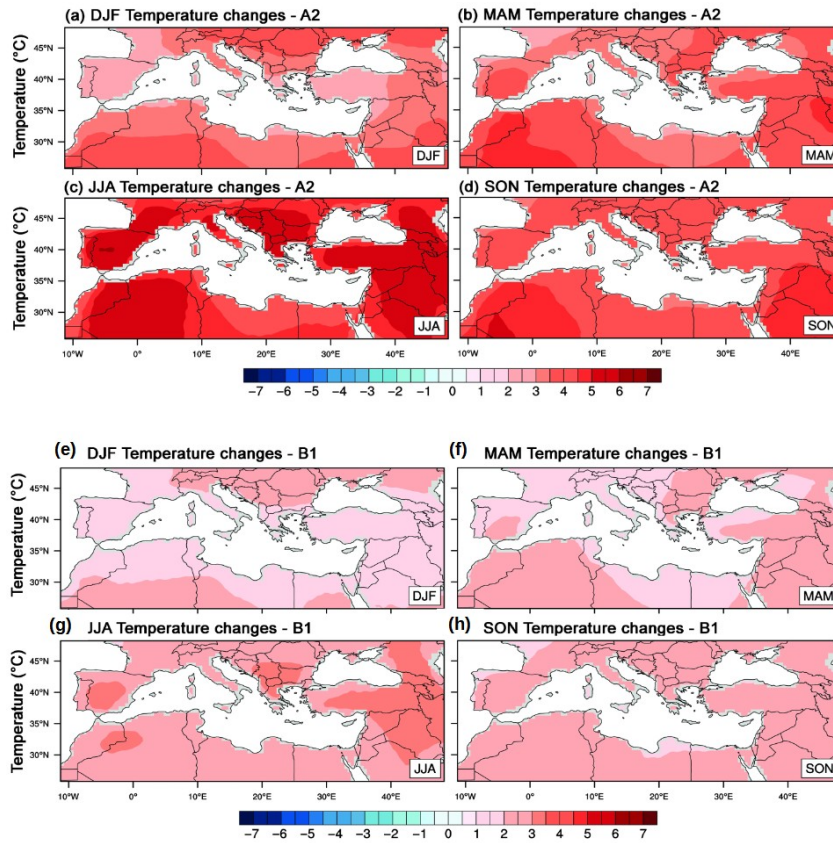 (a) DJF Temperature changes - A2
(b) MAM Temperature changes - A2
Temperature (°C)
45°N
40°N
35°N
30°N
DJF
MAM
(c) JJA Temperature changes - A2
(d) SON Temperature changes - A2
Temperature (°C)
45°N
40°N
35°N
30°N
JJA
SON
10°W 0° 10°E 20°E 30°E 40°E 10°W 0° 10°E 20°E 30°E 40°E
-7 -6 -5 -4 -3 -2 -1 0 1 2 3 4 5 6 7
(e) DJF Temperature changes - B1
(f) MAM Temperature changes - B1
Temperature (°C)
45°N
40°N
35°N
30°N
DJF
MAM
(g) JJA Temperature changes - B1
(h) SON Temperature changes - B1
Temperature (°C)
45°N
40°N
35°N
30°N
JJA
SON
10°W 0° 10°E 20°E 30°E 40°E 10°W 0° 10°E 20°E 30°E 40°E
-7 -6 -5 -4 -3 -2 -1 0 1 2 3 4 5 6 7